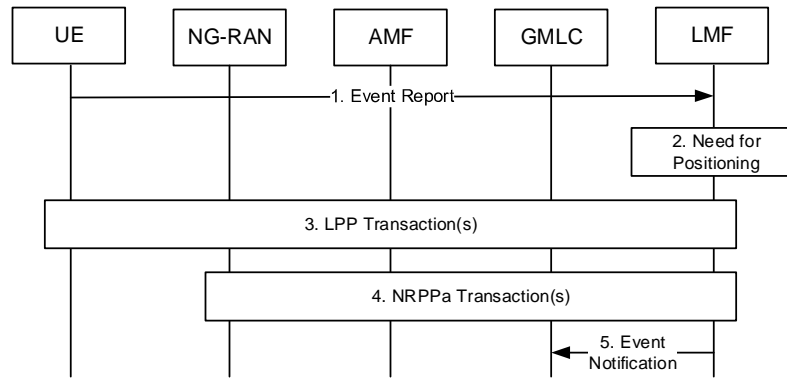 UE
NG-RAN
AMF
GMLC
LMF
1. Event Report
2. Need for
Positioning
3. LPP Transaction(s)
4. NRPPa Transaction(s)
5. Event
Notification